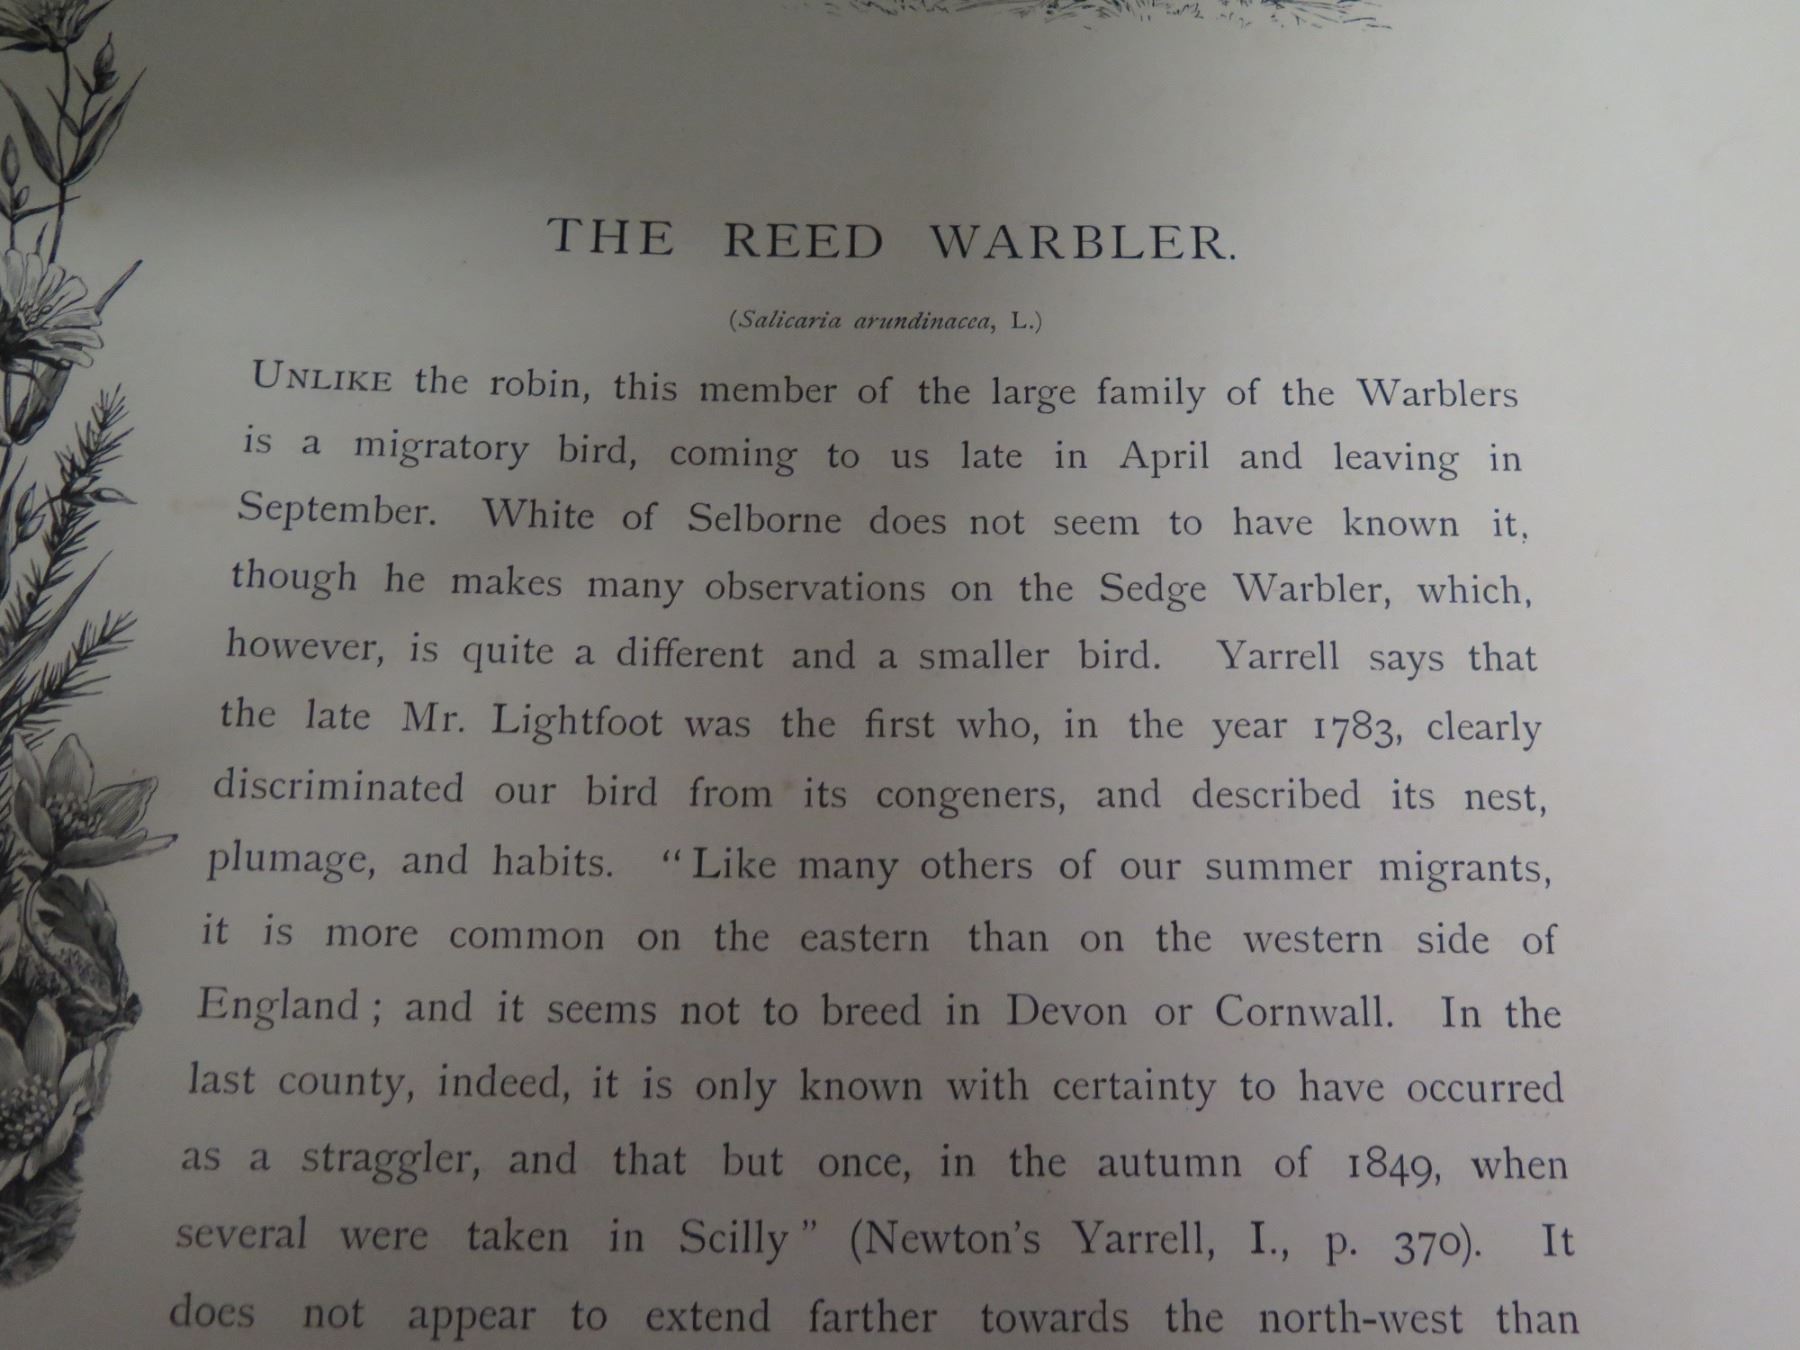 THE REED WARBLER.
(Salicaria arundinacea, L.)
UNLIKE the robin, this member of the large family of the Warblers
is a migratory bird, coming to us late in April and leaving in
September. White of Selborne does not seem to have known it,
though he makes many observations on the Sedge Warbler, which,
however, is quite a different and a smaller bird. Yarrell says that
the late Mr. Lightfoot was the first who, in the year 1783, clearly
discriminated our bird from its congeners, and described its nest,
plumage, and habits. “Like many others of our summer migrants,
it is more common on the eastern than on the western side of
England ; and it seems not to breed in Devon or Cornwall. In the
last county, indeed, it is only known with certainty to have occurred
as a straggler, and that but once, in the autumn of 1849, when
several were taken in Scilly” (Newton’s Yarrell, I., p. 370). It
does not appear to extend farther towards the north-west than